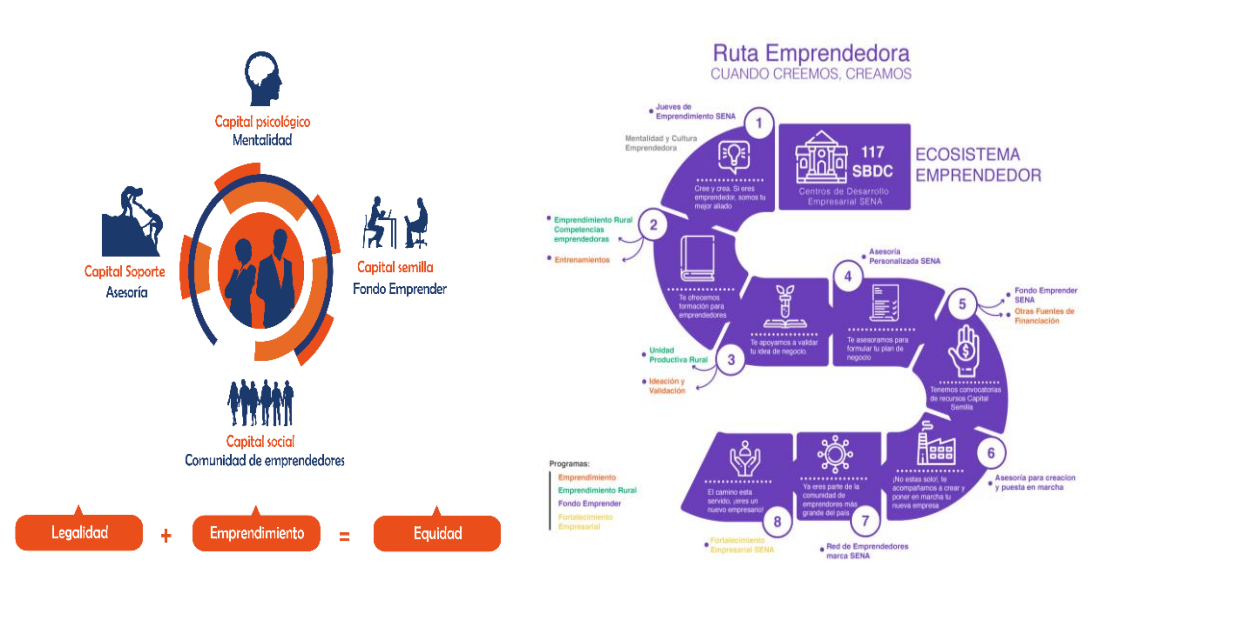 Capital psicológico
Mentalidad
Capital Soporte
Asesoría
Capital semilla
Fondo Emprender
Capital social
Comunidad de emprendedores
Legalidad
+
Emprendimiento
=
Equidad
Ruta Emprendedora
CUANDO CREEMOS, CREAMOS
Jueves de
Emprendimiento SENA
1
Mentalidad y Cultura
Emprendedora
Cree y crea. Si eres
emprendedor, somos tu
mejor aliado
117
SBDC
Centros de Desarrollo
Empresarial SENA
ECOSISTEMA
EMPRENDEDOR
2
Emprendimiento Rural
Competencias
emprendedoras
Entrenamientos
Te ofrecemos
formación para
emprendedores
3
Unidad
Productiva Rural
Ideación y
Validación
Te apoyamos a validar
tu idea de negocio
4
Asesoría
Personalizada SENA
Te asesoramos para
formular tu plan de
negocio
5
Fondo Emprender
SENA
Otras Fuentes de
Financiación
Tenemos convocatorias
de recursos Capital
Semilla
6
Asesoría para creacion
y puesta en marcha
¡No estas solo!, te
acompañamos a crear y
poner en marcha tu
nueva empresa
7
Red de Emprendedores
marca SENA
Ya eres parte de la
comunidad de
emprendores más
grande del país
8
Fortalecimiento
Empresarial SENA
El camino esta
servido, ¡eres un
nuevo empresario!
Programas:
Emprendimiento
Emprendimiento Rural
Fondo Emprender
Fortalecimiento
Empresarial